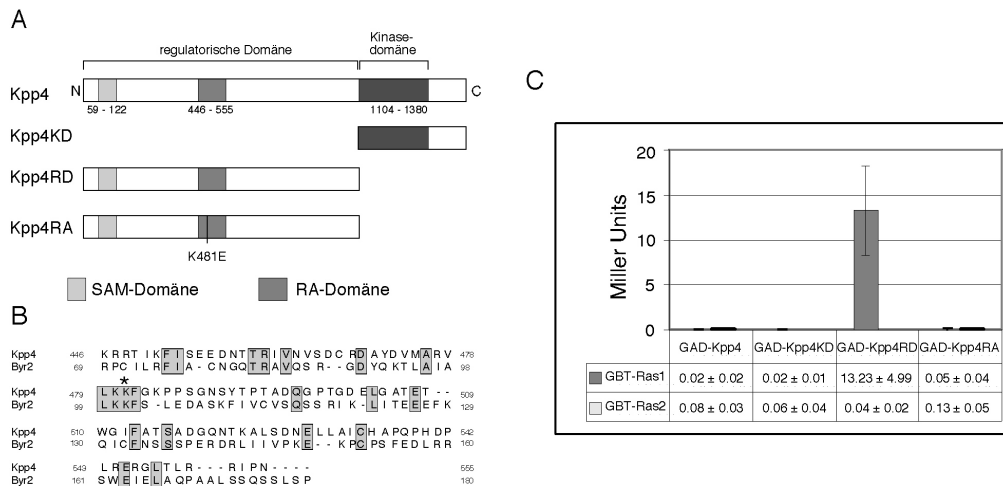 A
regulatorische Domäne
Kinase-
domäne
Kpp4
N
C
59 - 122
446 - 555
1104 - 1380
Kpp4KD
Kpp4RD
Kpp4RA
K481E
SAM-Domäne
RA-Domäne
B
Kpp4 446 K R R T I K F I S E E D N T T R I V N V S D C R D A Y D V M A R V 478
Byr2 69 R P C I L R F I A - C N G Q T R A V Q S R - G D Y Q K T L A I A 98
*
Kpp4 479 L K K F G K P P S G N S Y T P T A D Q G P T G D E L G A T E T - - 509
Byr2 99 L K K F S - L E D A S K F I V C V S Q S S R I K - L I T E E E F K 129
Kpp4 510 W G I F A T S A D G Q N T K A L S D N E L L A I C H A P Q P H D P 542
Byr2 130 Q I C F N S S S P E R D R L I I V P K E - K P C P S F E D L R R 160
Kpp4 549 L R E R G L T L R - - - R I P N - - - - 555
Byr2 161 S W E I E L A Q P A A L S S Q S S L S P 180
C
Miller Units
20
15
10
5
0
GAD-Kpp4 GAD-Kpp4KD GAD-Kpp4RD GAD-Kpp4RA
GBT-Ras1 0.02 ± 0.02 0.02 ± 0.01 13.23 ± 4.99 0.05 ± 0.04
GBT-Ras2 0.08 ± 0.03 0.06 ± 0.04 0.04 ± 0.02 0.13 ± 0.05